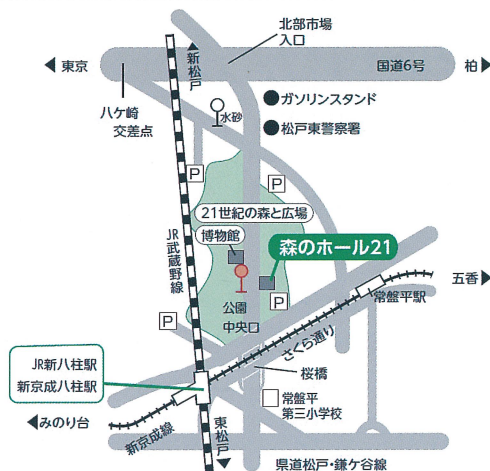 北部市場
入口
東京
新松戸
国道6号
柏
八ケ崎
交差点
水砂
ガソリンスタンド
松戸東警察署
P
P
21世紀の森と広場
博物館
森のホール21
JR武蔵野線
五香
公園
中央口
P
常盤平駅
P
さくら通り
JR新八柱駅
新京成八柱駅
桜橋
みのり台
新京成線
東松戸
常盤平
第三小学校
県道松戸・鎌ケ谷線